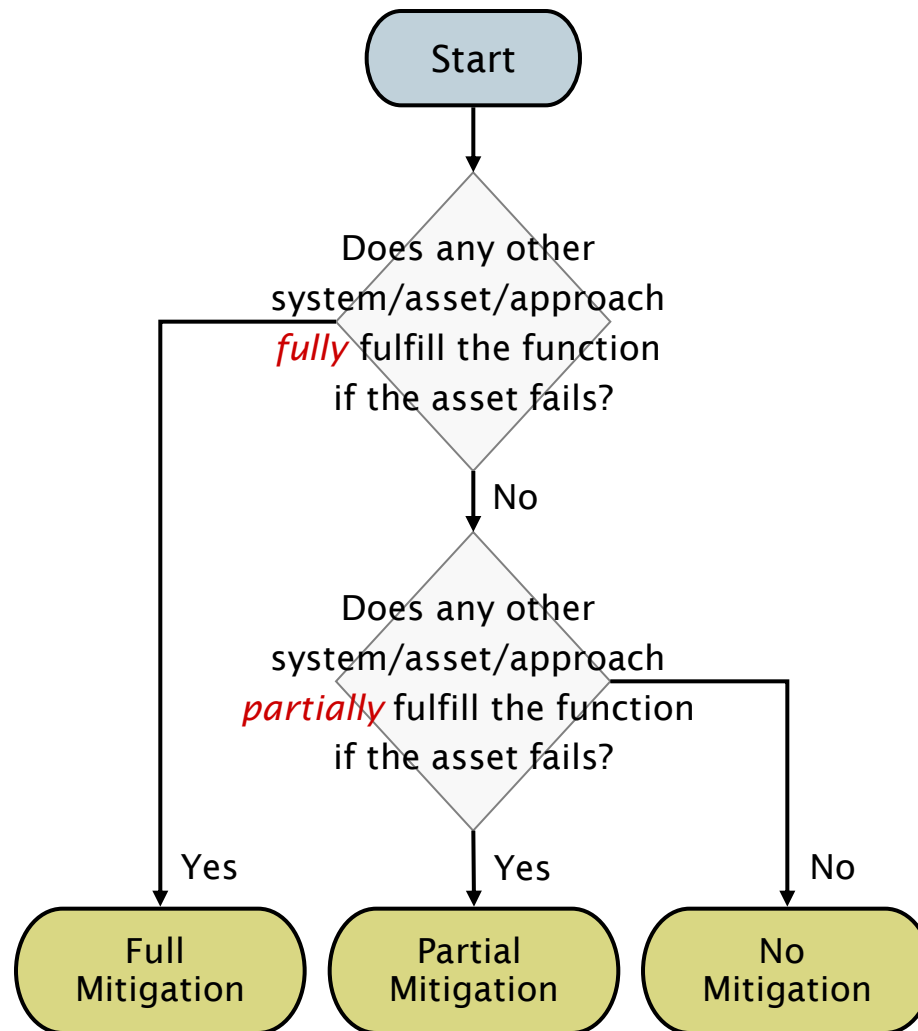 Start
Does any other
system/asset/approach
fully fulfill the function
if the asset fails?
No
Does any other
system/asset/approach
partially fulfill the function
if the asset fails?
Yes
Yes
No
Full
Mitigation
Partial
Mitigation
No
Mitigation